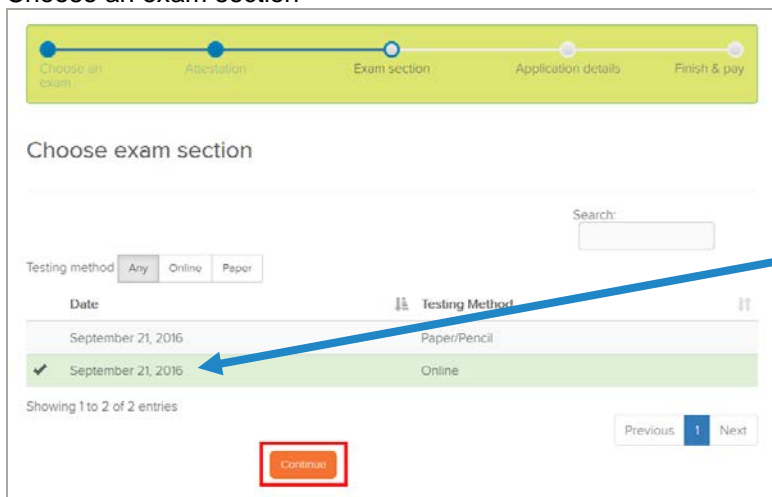 Choose an exam section
Choose an exam
Attestation
Exam section
Application details
Finish & pay
Choose exam section
Search:
Testing method Any Online Paper
Date Testing Method
September 21, 2016 Paper/Pencil
✔ September 21, 2016 Online
Showing 1 to 2 of 2 entries
Previous 1 Next
Continue